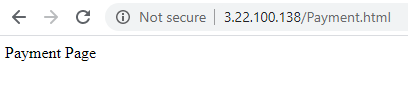 Not secure | 3.22.100.138/Payment.html
Payment Page